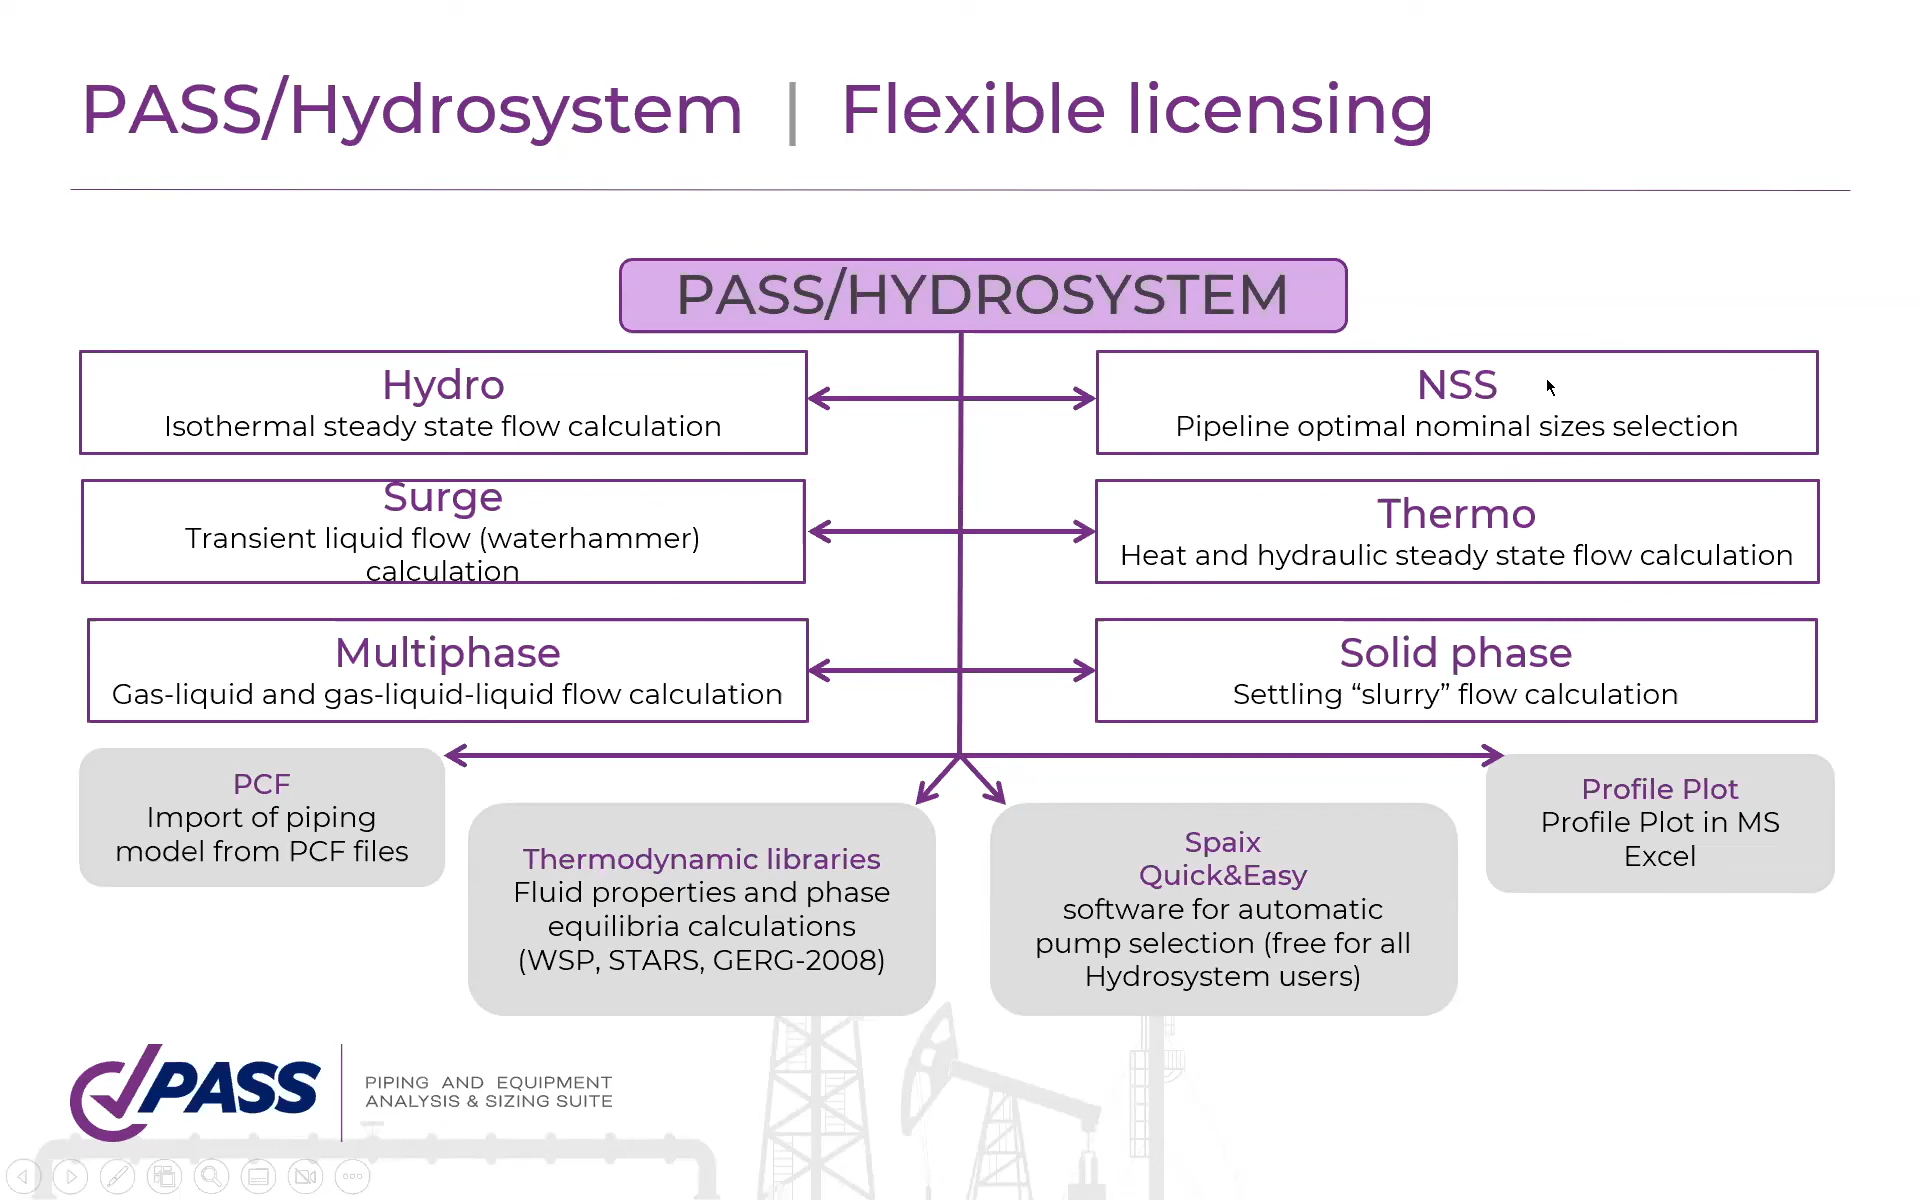 PASS/Hydrosystem | Flexible licensing
PASS/HYDROSYSTEM
Hydro
Isothermal steady state flow calculation
NSS
Pipeline optimal nominal sizes selection
Surge
Transient liquid flow (waterhammer)
calculation
Thermo
Heat and hydraulic steady state flow calculation
Multiphase
Gas-liquid and gas-liquid-liquid flow calculation
Solid phase
Settling “slurry” flow calculation
PCF
Import of piping
model from PCF files
Thermodynamic libraries
Fluid properties and phase
equilibria calculations
(WSP, STARS, GERG-2008)
Spaix
Quick&Easy
software for automatic
pump selection (free for all
Hydrosystem users)
Profile Plot
Profile Plot in MS
Excel
PASS
PIPING AND EQUIPMENT
ANALYSIS & SIZING SUITE